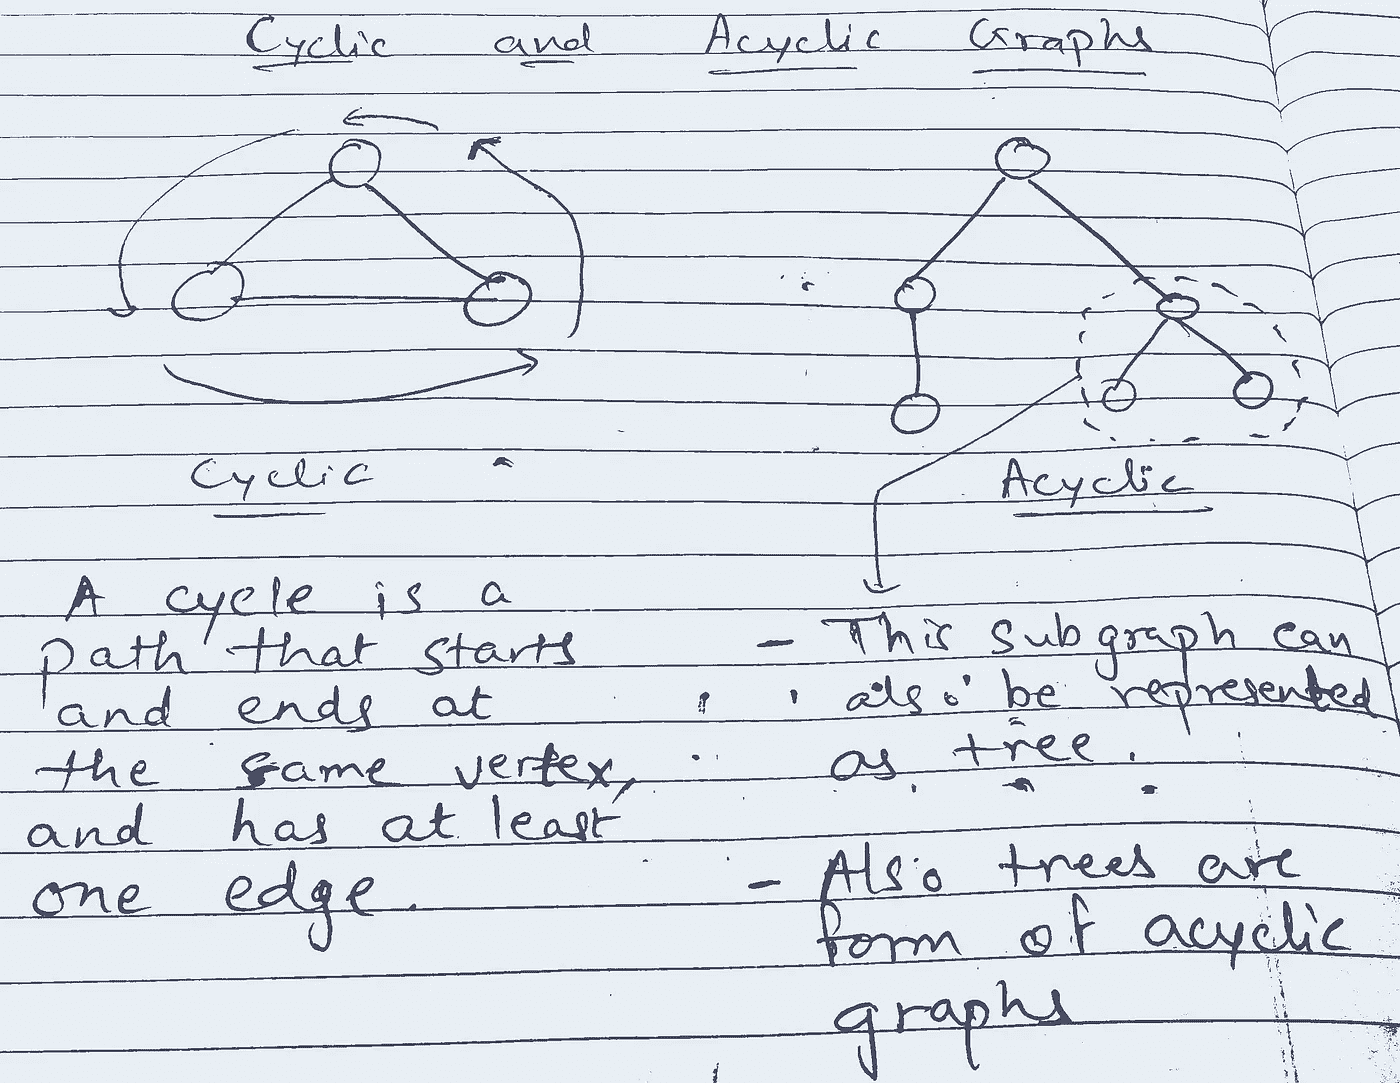 Cyclic and Acyclic Graphs
Cyclic
Acyclic
A cycle is a
path that starts
and ends at
the same vertex,
and has at least
one edge.
- This subgraph can
also be represented
as tree.
- Also trees are
form of acyclic
graphs